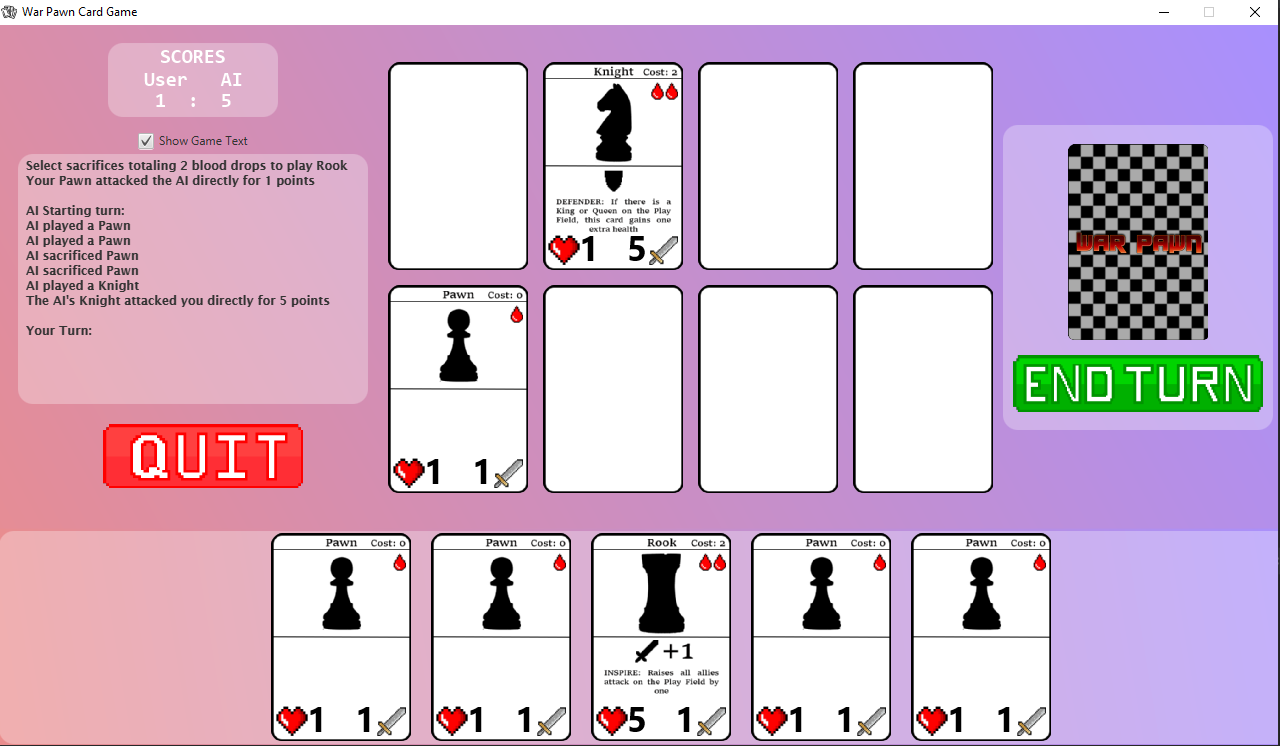 War Pawn Card Game
SCORES
User AI
1 : 5
Show Game Text
Select sacrifices totaling 2 blood drops to play Rook
Your Pawn attacked the AI directly for 1 points
AI Starting turn:
AI played a Pawn
AI played a Pawn
AI sacrificed Pawn
AI sacrificed Pawn
AI played a Knight
The AI's Knight attacked you directly for 5 points
Your Turn:
QUIT
Knight Cost: 2
DEFENDER: If there is a
King or Queen on the Play
Field, this card gains one
extra health
1 5
Pawn Cost: 0
1 1
WAR PAWN
END TURN
Pawn Cost: 0
1 1
Pawn Cost: 0
1 1
Rook Cost: 2
+1
INSPIRE: Raises all allies
attack on the Play Field by
one
5 1
Pawn Cost: 0
1 1
Pawn Cost: 0
1 1